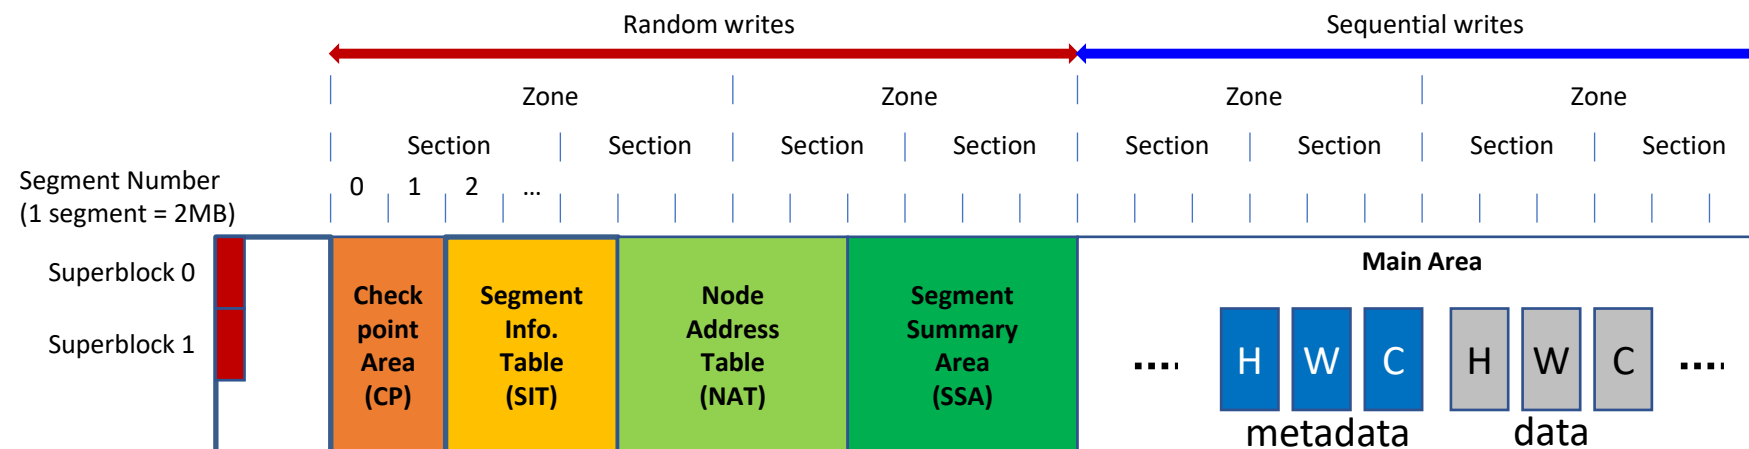 Random writes
Sequential writes
Zone
Zone
Zone
Zone
Section
Section
Section
Section
Section
Section
Section
Section
Segment Number
(1 segment = 2MB)
0
1
2
...
Superblock 0
Superblock 1
Check
point
Area
(CP)
Segment
Info.
Table
(SIT)
Node
Address
Table
(NAT)
Segment
Summary
Area
(SSA)
Main Area
....
H
W
C
H
W
C
....
metadata
data